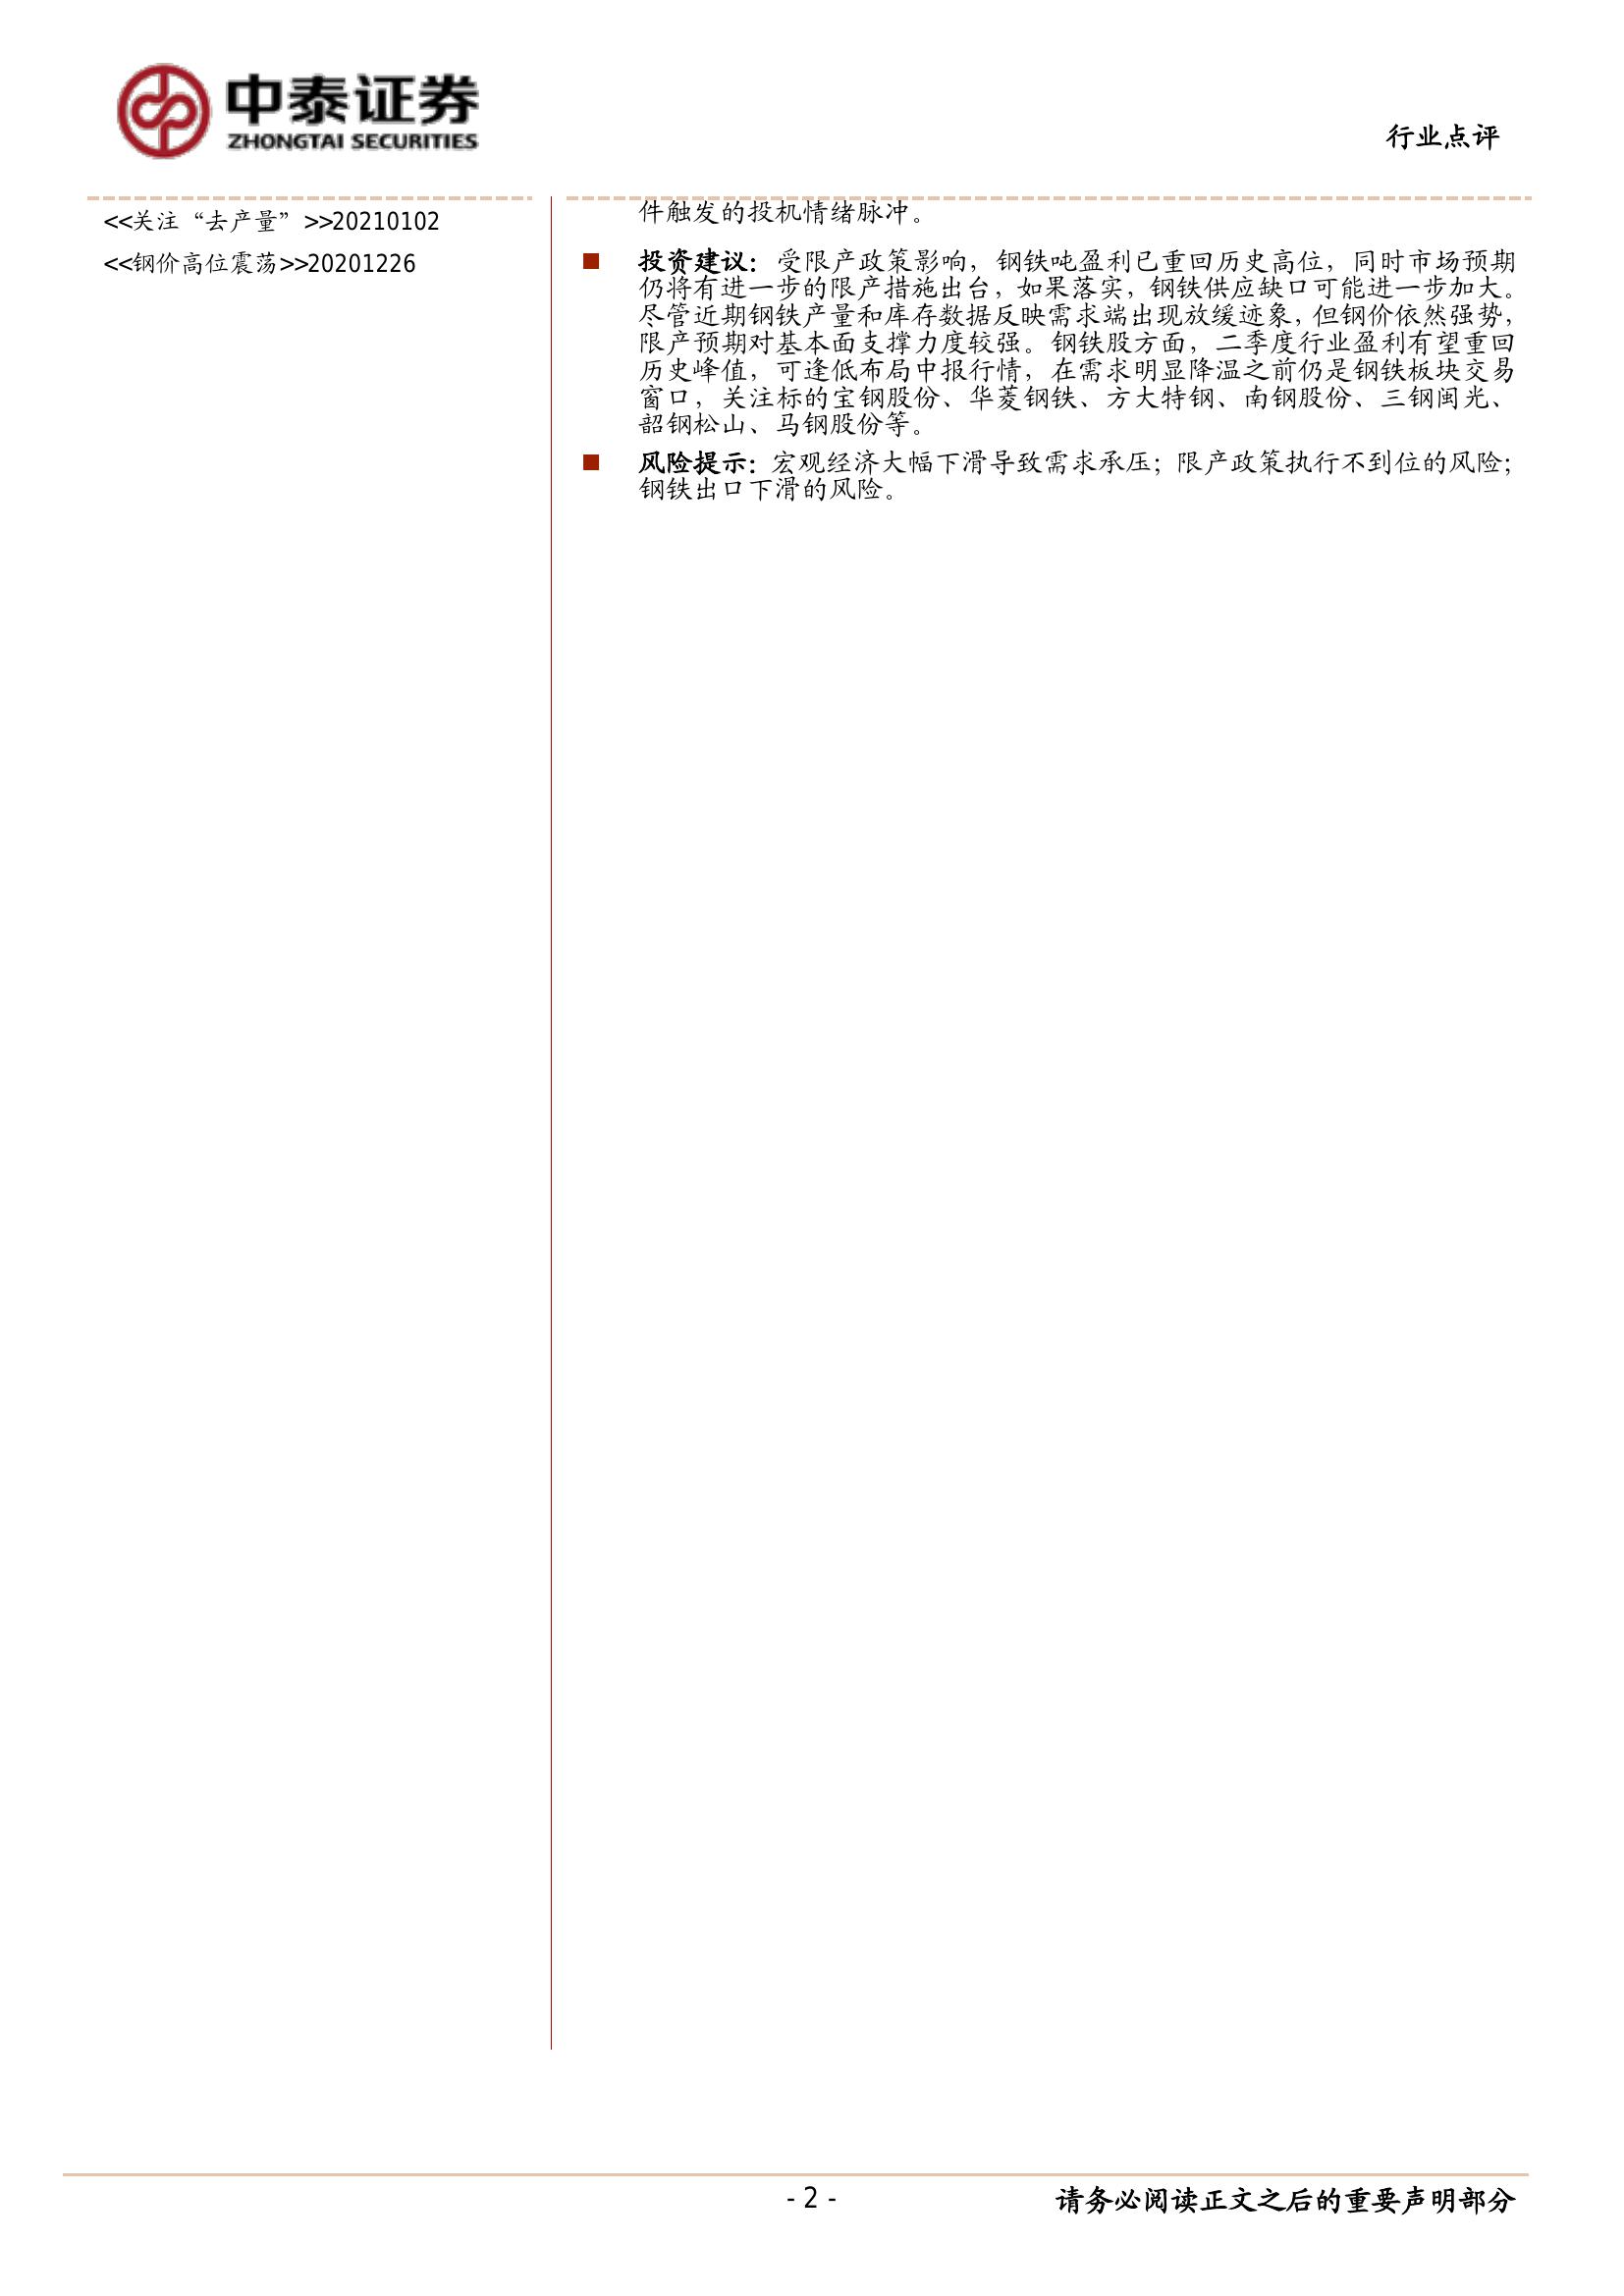 中泰证券
ZHONGTAI SECURITIES
行业点评
<<关注“去产量”>>20210102
<<钢价高位震荡>>20201226
件触发的投机情绪脉冲。
投资建议：受限产政策影响，钢铁吨盈利已重回历史高位，同时市场预期
仍将有进一步的限产措施出台，如果落实，钢铁供应缺口可能进一步加大。
尽管近期钢铁产量和库存数据反映需求端出现放缓迹象，但钢价依然强势，
限产预期对基本面支撑力度较强。钢铁股方面，二季度行业盈利有望重回
历史峰值，可逢低布局中报行情，在需求明显降温之前仍是钢铁板块交易
窗口，关注标的宝钢股份、华菱钢铁、方大特钢、南钢股份、三钢闽光、
韶钢松山、马钢股份等。
风险提示：宏观经济大幅下滑导致需求承压；限产政策执行不到位的风险；
钢铁出口下滑的风险。
- 2 -
请务必阅读正文之后的重要声明部分